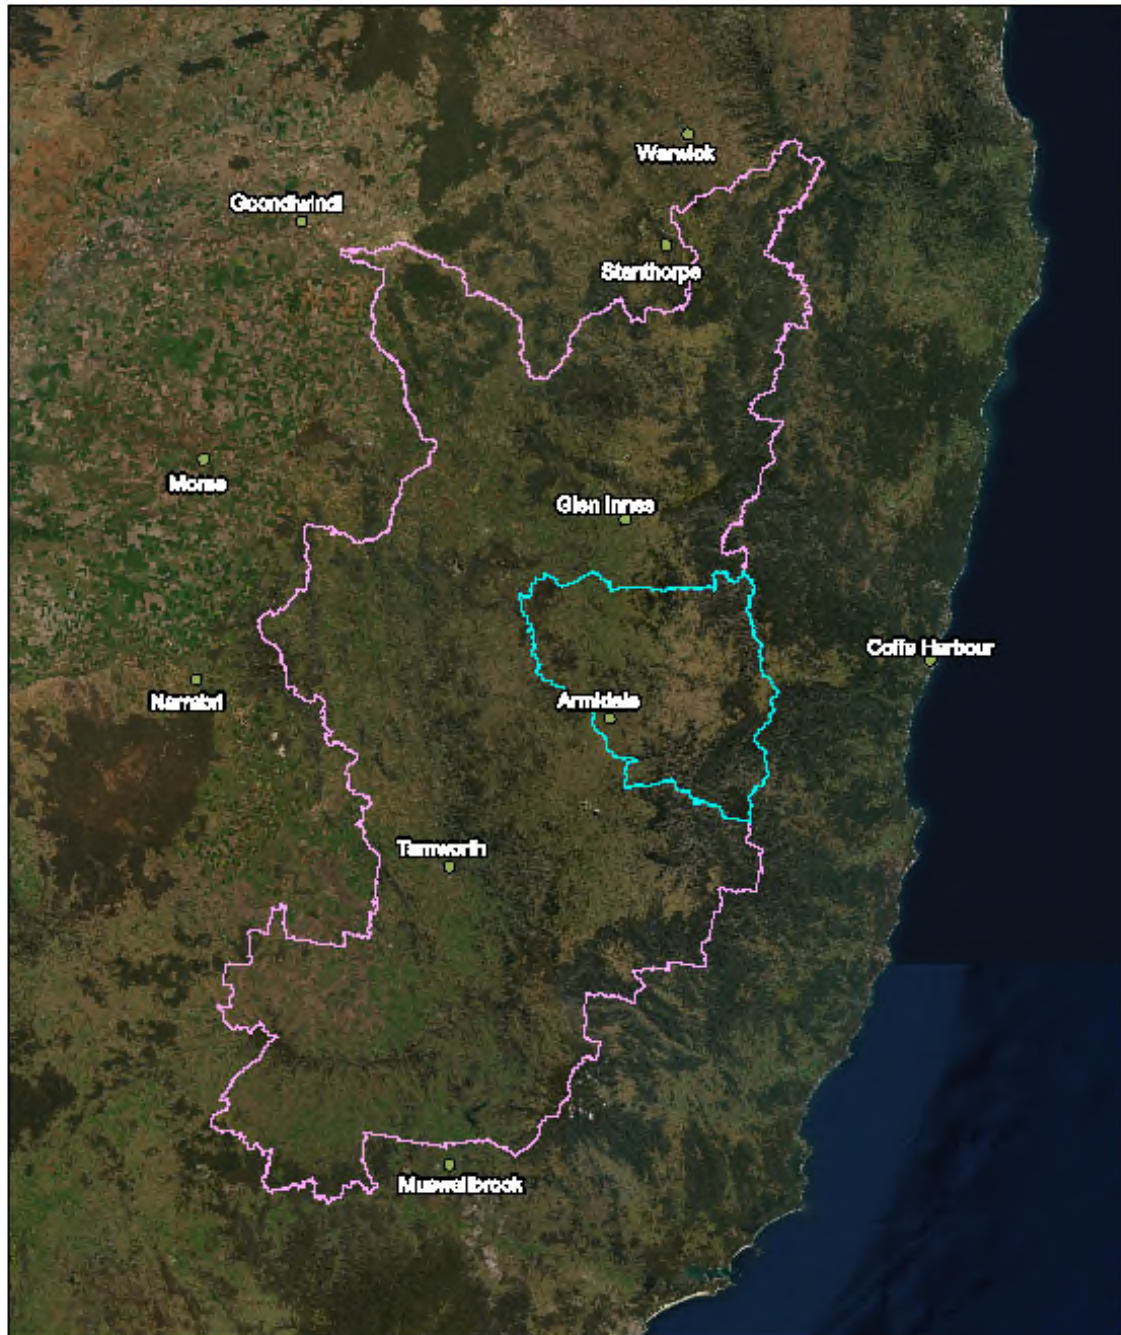 Warwick
Goondiwindi
Stanthorpe
Moree
Glen Innes
Coffs Harbour
Narrabri
Armidale
Tamworth
Muswellbrook